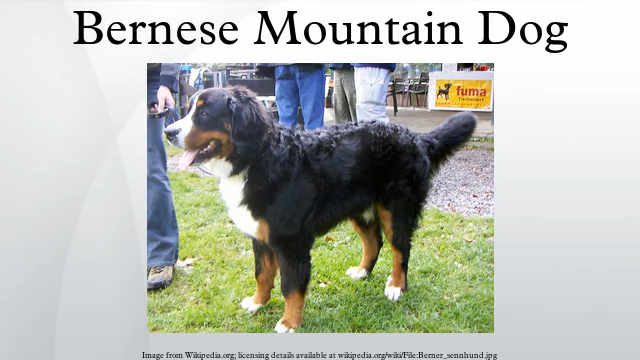 Bernese Mountain Dog
fuma
Image from Wikipedia.org; licensing details available at wikipedia.org/wiki/File:Berner_sennhund.jpg